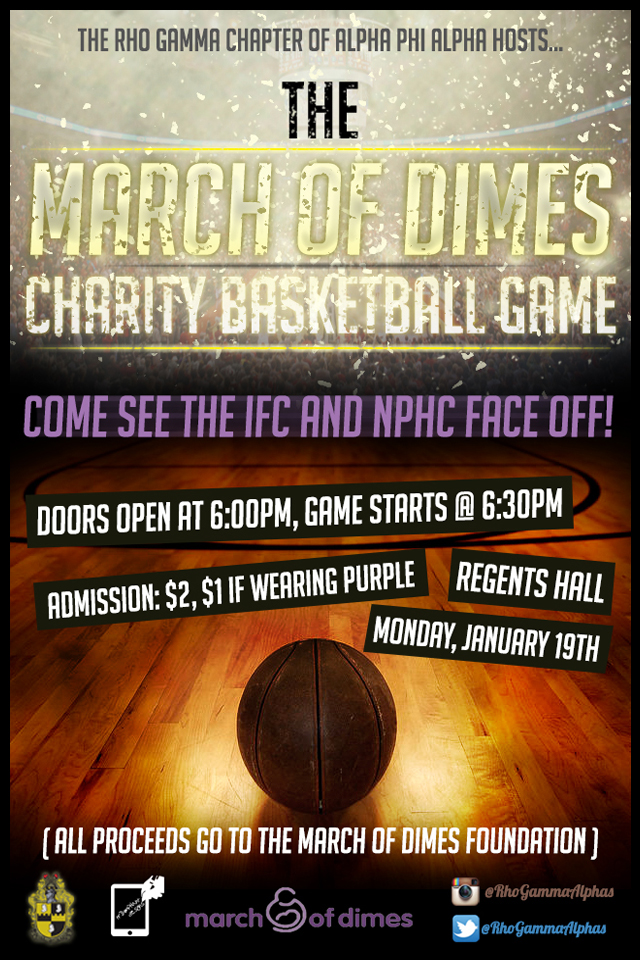 THE RHO GAMMA CHAPTER OF ALPHA PHI ALPHA HOSTS...
THE
MARCH OF DIMES
CHARITY BASKETBALL GAME
COME SEE THE IFC AND NPHC FACE OFF!
DOORS OPEN AT 6:00PM, GAME STARTS @ 6:30PM
ADMISSION: $2, $1 IF WEARING PURPLE
REGENTS HALL
MONDAY, JANUARY 19TH
( ALL PROCEEDS GO TO THE MARCH OF DIMES FOUNDATION )
march of dimes
@RhoGammaAlphas
@RhoGammaAlphas